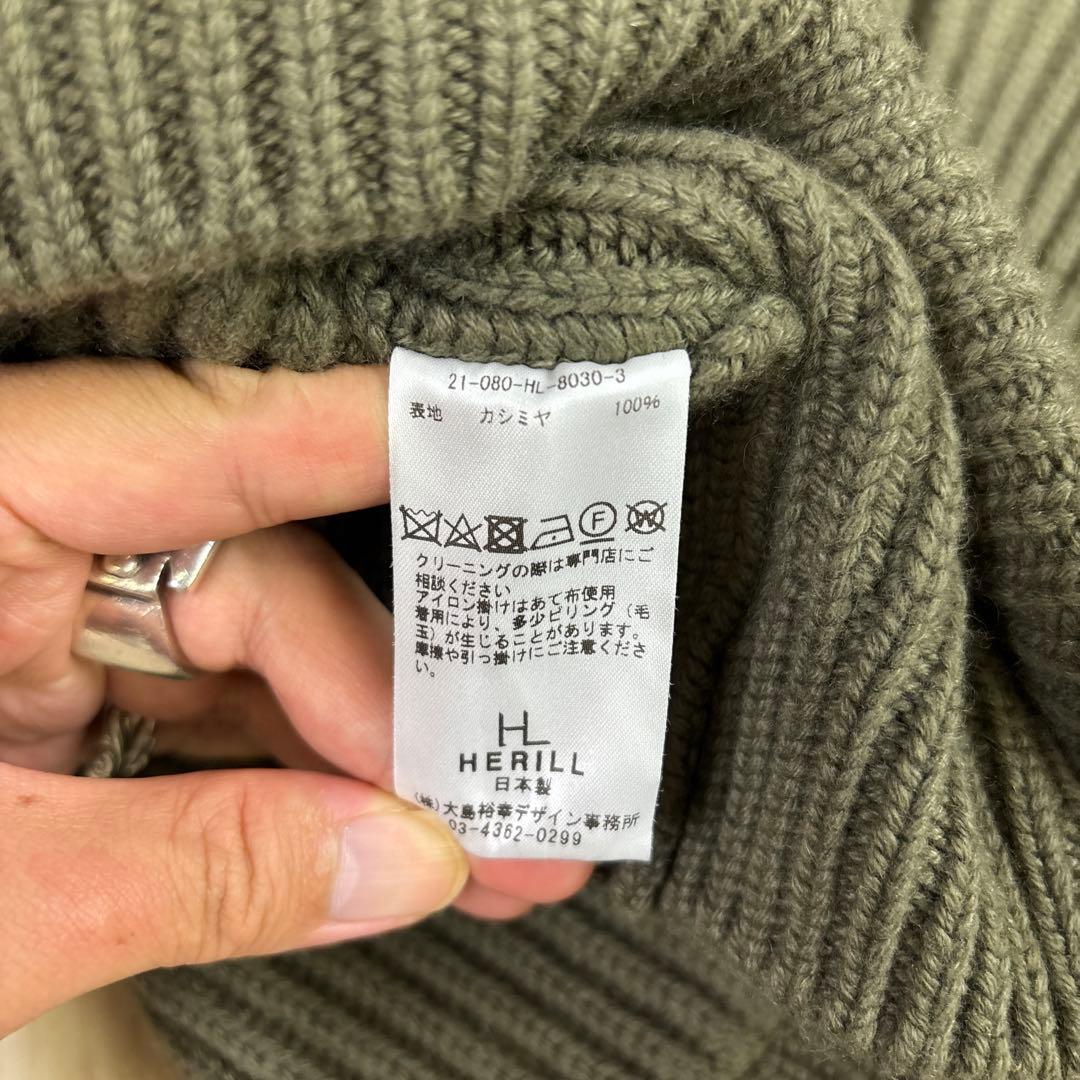 21-080-HL-8030-3
表地 カシミヤ 100%
F W
クリーニングの際は専門店にご
相談ください
アイロン掛けはあて布使用
着用により、多少ピリング（毛
玉）が生じることがあります。
摩擦や引っ掛けにご注意くださ
い。
HL
HERILL
日本製
(株)大島裕幸デザイン事務所
03-4362-0299